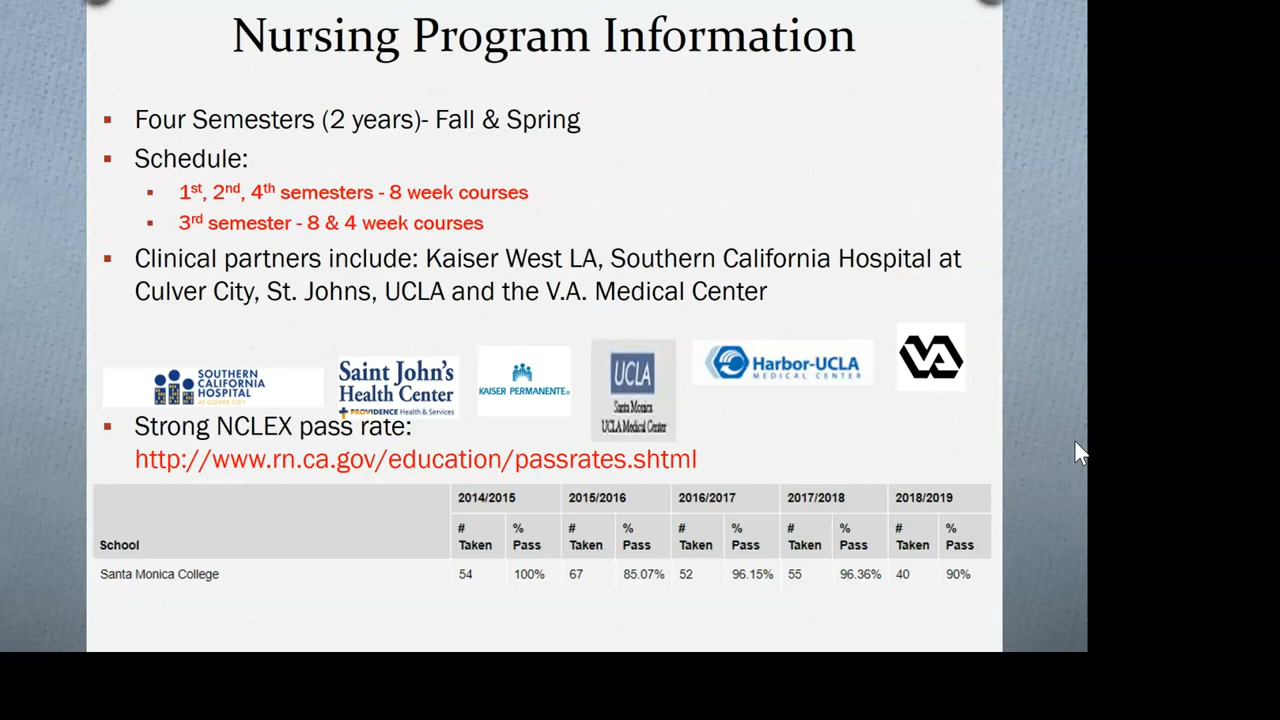 Nursing Program Information
Four Semesters (2 years)- Fall & Spring
Schedule:
1st, 2nd, 4th semesters - 8 week courses
3rd semester - 8 & 4 week courses
Clinical partners include: Kaiser West LA, Southern California Hospital at
Culver City, St. Johns, UCLA and the V.A. Medical Center
SOUTHERN
CALIFORNIA
HOSPITAL
AT CULVER CITY
Saint John's
Health Center
PROVIDENCE Health & Services
KAISER PERMANENTE®
UCLA
Santa Monica
UCLA Medical Center
Harbor-UCLA
MEDICAL CENTER
VA
Strong NCLEX pass rate:
http://www.rn.ca.gov/education/passrates.shtml
2014/2015 2015/2016 2016/2017 2017/2018 2018/2019
School # Taken % Pass # Taken % Pass # Taken % Pass # Taken % Pass # Taken % Pass
Santa Monica College 54 100% 67 85.07% 52 96.15% 55 96.36% 40 90%